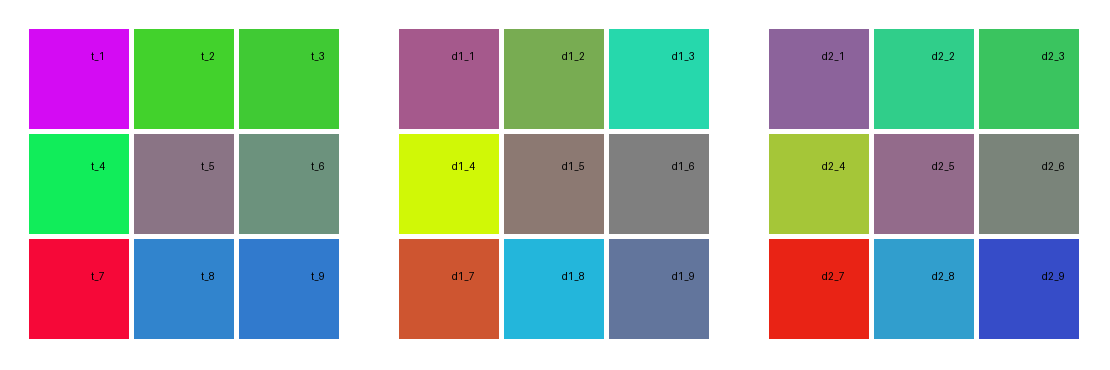 t_1 t_2 t_3 d1_1 d1_2 d1_3 d2_1 d2_2 d2_3
t_4 t_5 t_6 d1_4 d1_5 d1_6 d2_4 d2_5 d2_6
t_7 t_8 t_9 d1_7 d1_8 d1_9 d2_7 d2_8 d2_9